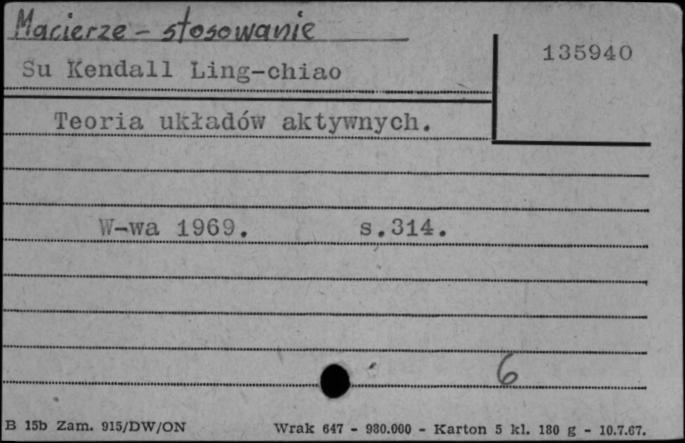 Macierze - stosowanie
135940
Su Kendall Ling-chiao
Teoria układów aktywnych.
W-wa 1969. s.314.
6
B 15b Zam. 915/DW/ON Wrak 647 - 980.000 - Karton 5 kl. 180 g - 10.7.67.